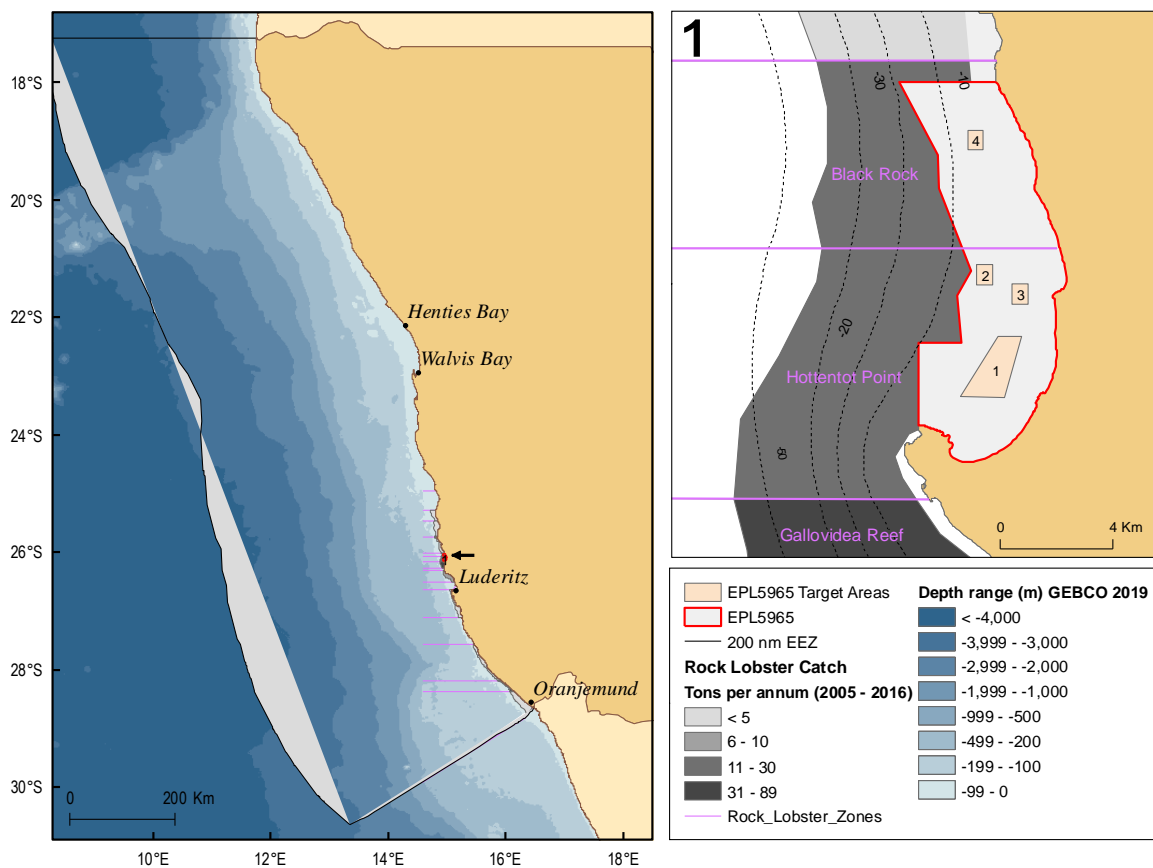 18°S
20°S
22°S
24°S
26°S
28°S
30°S
Henties Bay
Walvis Bay
Luderitz
Oranjemund
0 200 Km
10°E 12°E 14°E 16°E 18°E
1
-30
-10
4
Black Rock
2
3
-20
1
Hottentot Point
-50
Gallovidea Reef
0 4 Km
EPL5965 Target Areas
EPL5965
200 nm EEZ
Rock Lobster Catch
Tons per annum (2005 - 2016)
< 5
6 - 10
11 - 30
31 - 89
Rock_Lobster_Zones
Depth range (m) GEBCO 2019
< -4,000
-3,999 - -3,000
-2,999 - -2,000
-1,999 - -1,000
-999 - -500
-499 - -200
-199 - -100
-99 - 0